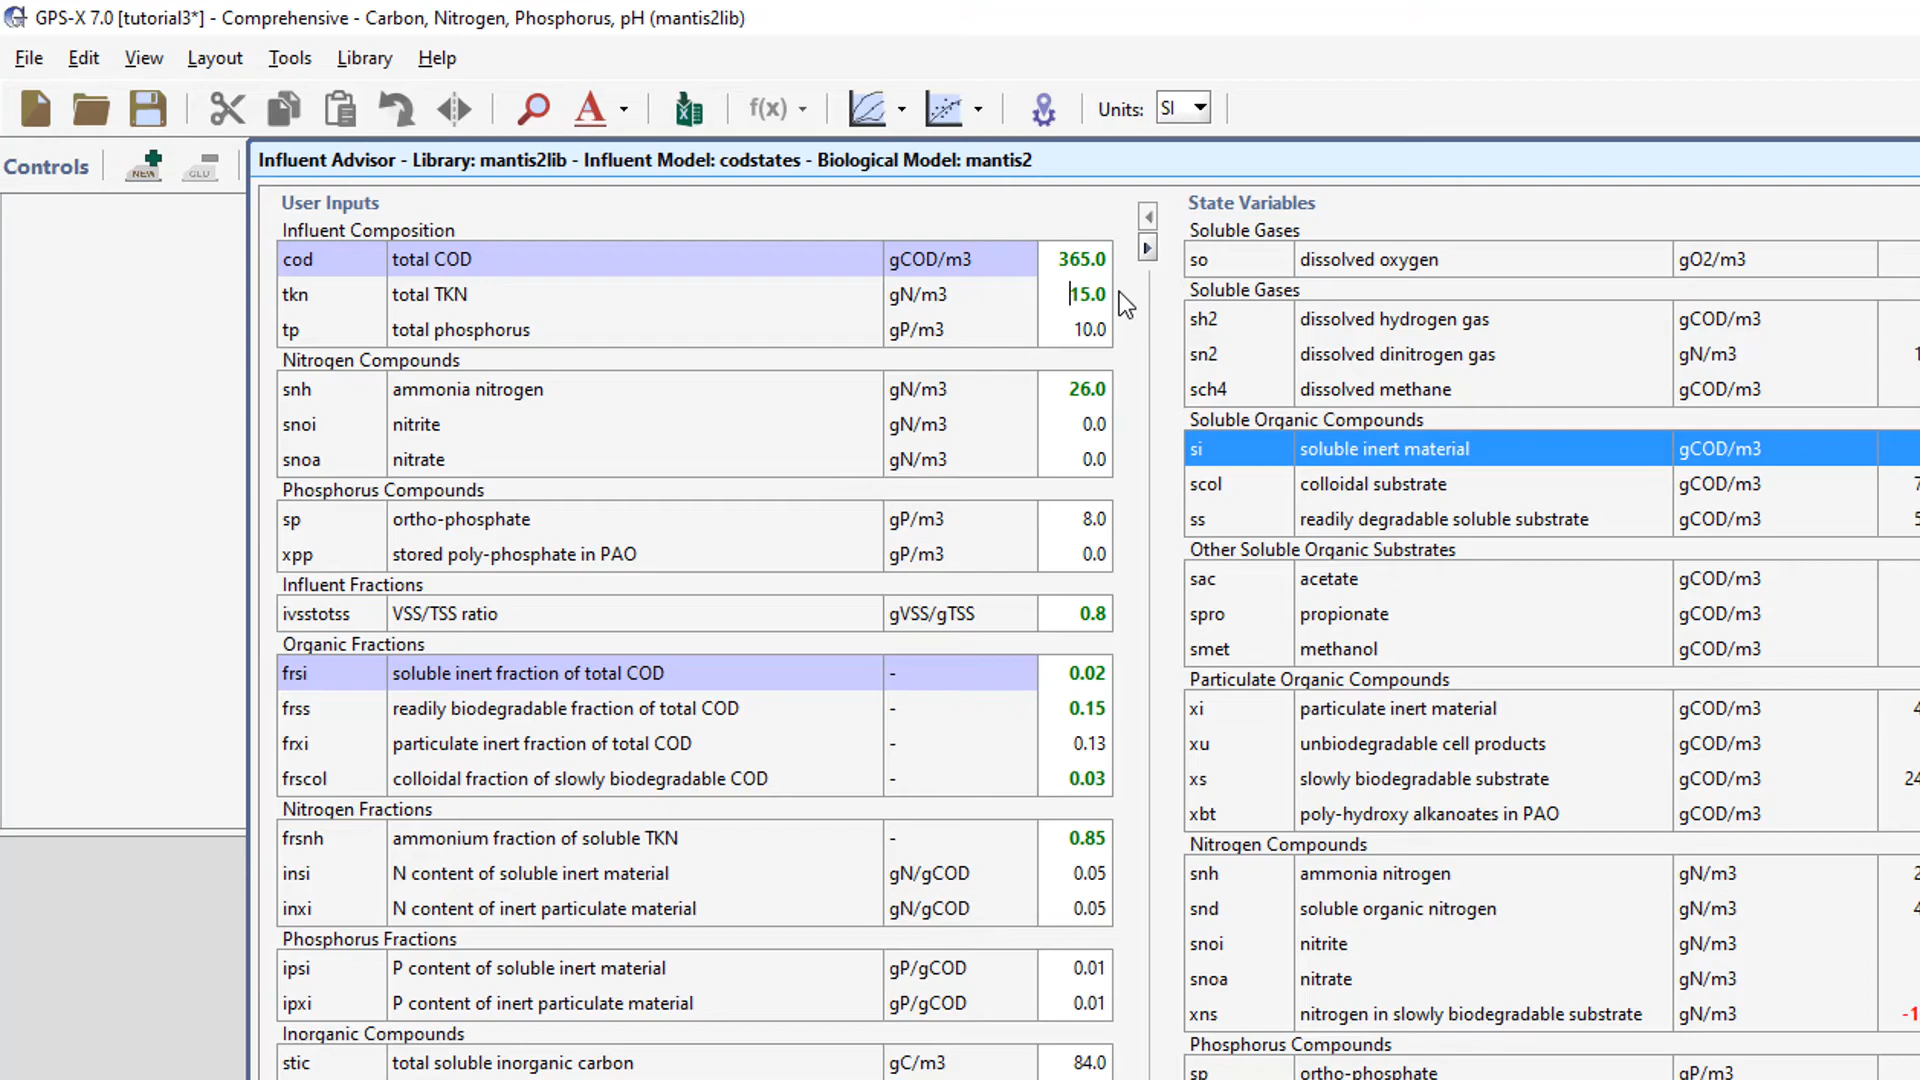 GPS-X 7.0 [tutorial3*] - Comprehensive - Carbon, Nitrogen, Phosphorus, pH (mantis2lib)
File Edit View Layout Tools Library Help
A f(x) Units: SI
Controls NEW GLU
Influent Advisor - Library: mantis2lib - Influent Model: codstates - Biological Model: mantis2
User Inputs
Influent Composition
cod total COD gCOD/m3 365.0
tkn total TKN gN/m3 15.0
tp total phosphorus gP/m3 10.0
Nitrogen Compounds
snh ammonia nitrogen gN/m3 26.0
snoi nitrite gN/m3 0.0
snoa nitrate gN/m3 0.0
Phosphorus Compounds
sp ortho-phosphate gP/m3 8.0
xpp stored poly-phosphate in PAO gP/m3 0.0
Influent Fractions
ivsstotss VSS/TSS ratio gVSS/gTSS 0.8
Organic Fractions
frsi soluble inert fraction of total COD - 0.02
frss readily biodegradable fraction of total COD - 0.15
frxi particulate inert fraction of total COD - 0.13
frscol colloidal fraction of slowly biodegradable COD - 0.03
Nitrogen Fractions
frsnh ammonium fraction of soluble TKN - 0.85
insi N content of soluble inert material gN/gCOD 0.05
inxi N content of inert particulate material gN/gCOD 0.05
Phosphorus Fractions
ipsi P content of soluble inert material gP/gCOD 0.01
ipxi P content of inert particulate material gP/gCOD 0.01
Inorganic Compounds
stic total soluble inorganic carbon gC/m3 84.0
State Variables
Soluble Gases
so dissolved oxygen gO2/m3
Soluble Gases
sh2 dissolved hydrogen gas gCOD/m3
sn2 dissolved dinitrogen gas gN/m3 1
sch4 dissolved methane gCOD/m3
Soluble Organic Compounds
si soluble inert material gCOD/m3
scol colloidal substrate gCOD/m3 7
ss readily degradable soluble substrate gCOD/m3 5
Other Soluble Organic Substrates
sac acetate gCOD/m3
spro propionate gCOD/m3
smet methanol gCOD/m3
Particulate Organic Compounds
xi particulate inert material gCOD/m3 4
xu unbiodegradable cell products gCOD/m3
xs slowly biodegradable substrate gCOD/m3 24
xbt poly-hydroxy alkanoates in PAO gCOD/m3
Nitrogen Compounds
snh ammonia nitrogen gN/m3 2
snd soluble organic nitrogen gN/m3 4
snoi nitrite gN/m3
snoa nitrate gN/m3
xns nitrogen in slowly biodegradable substrate gN/m3 -1
Phosphorus Compounds
sp ortho-phosphate gP/m3